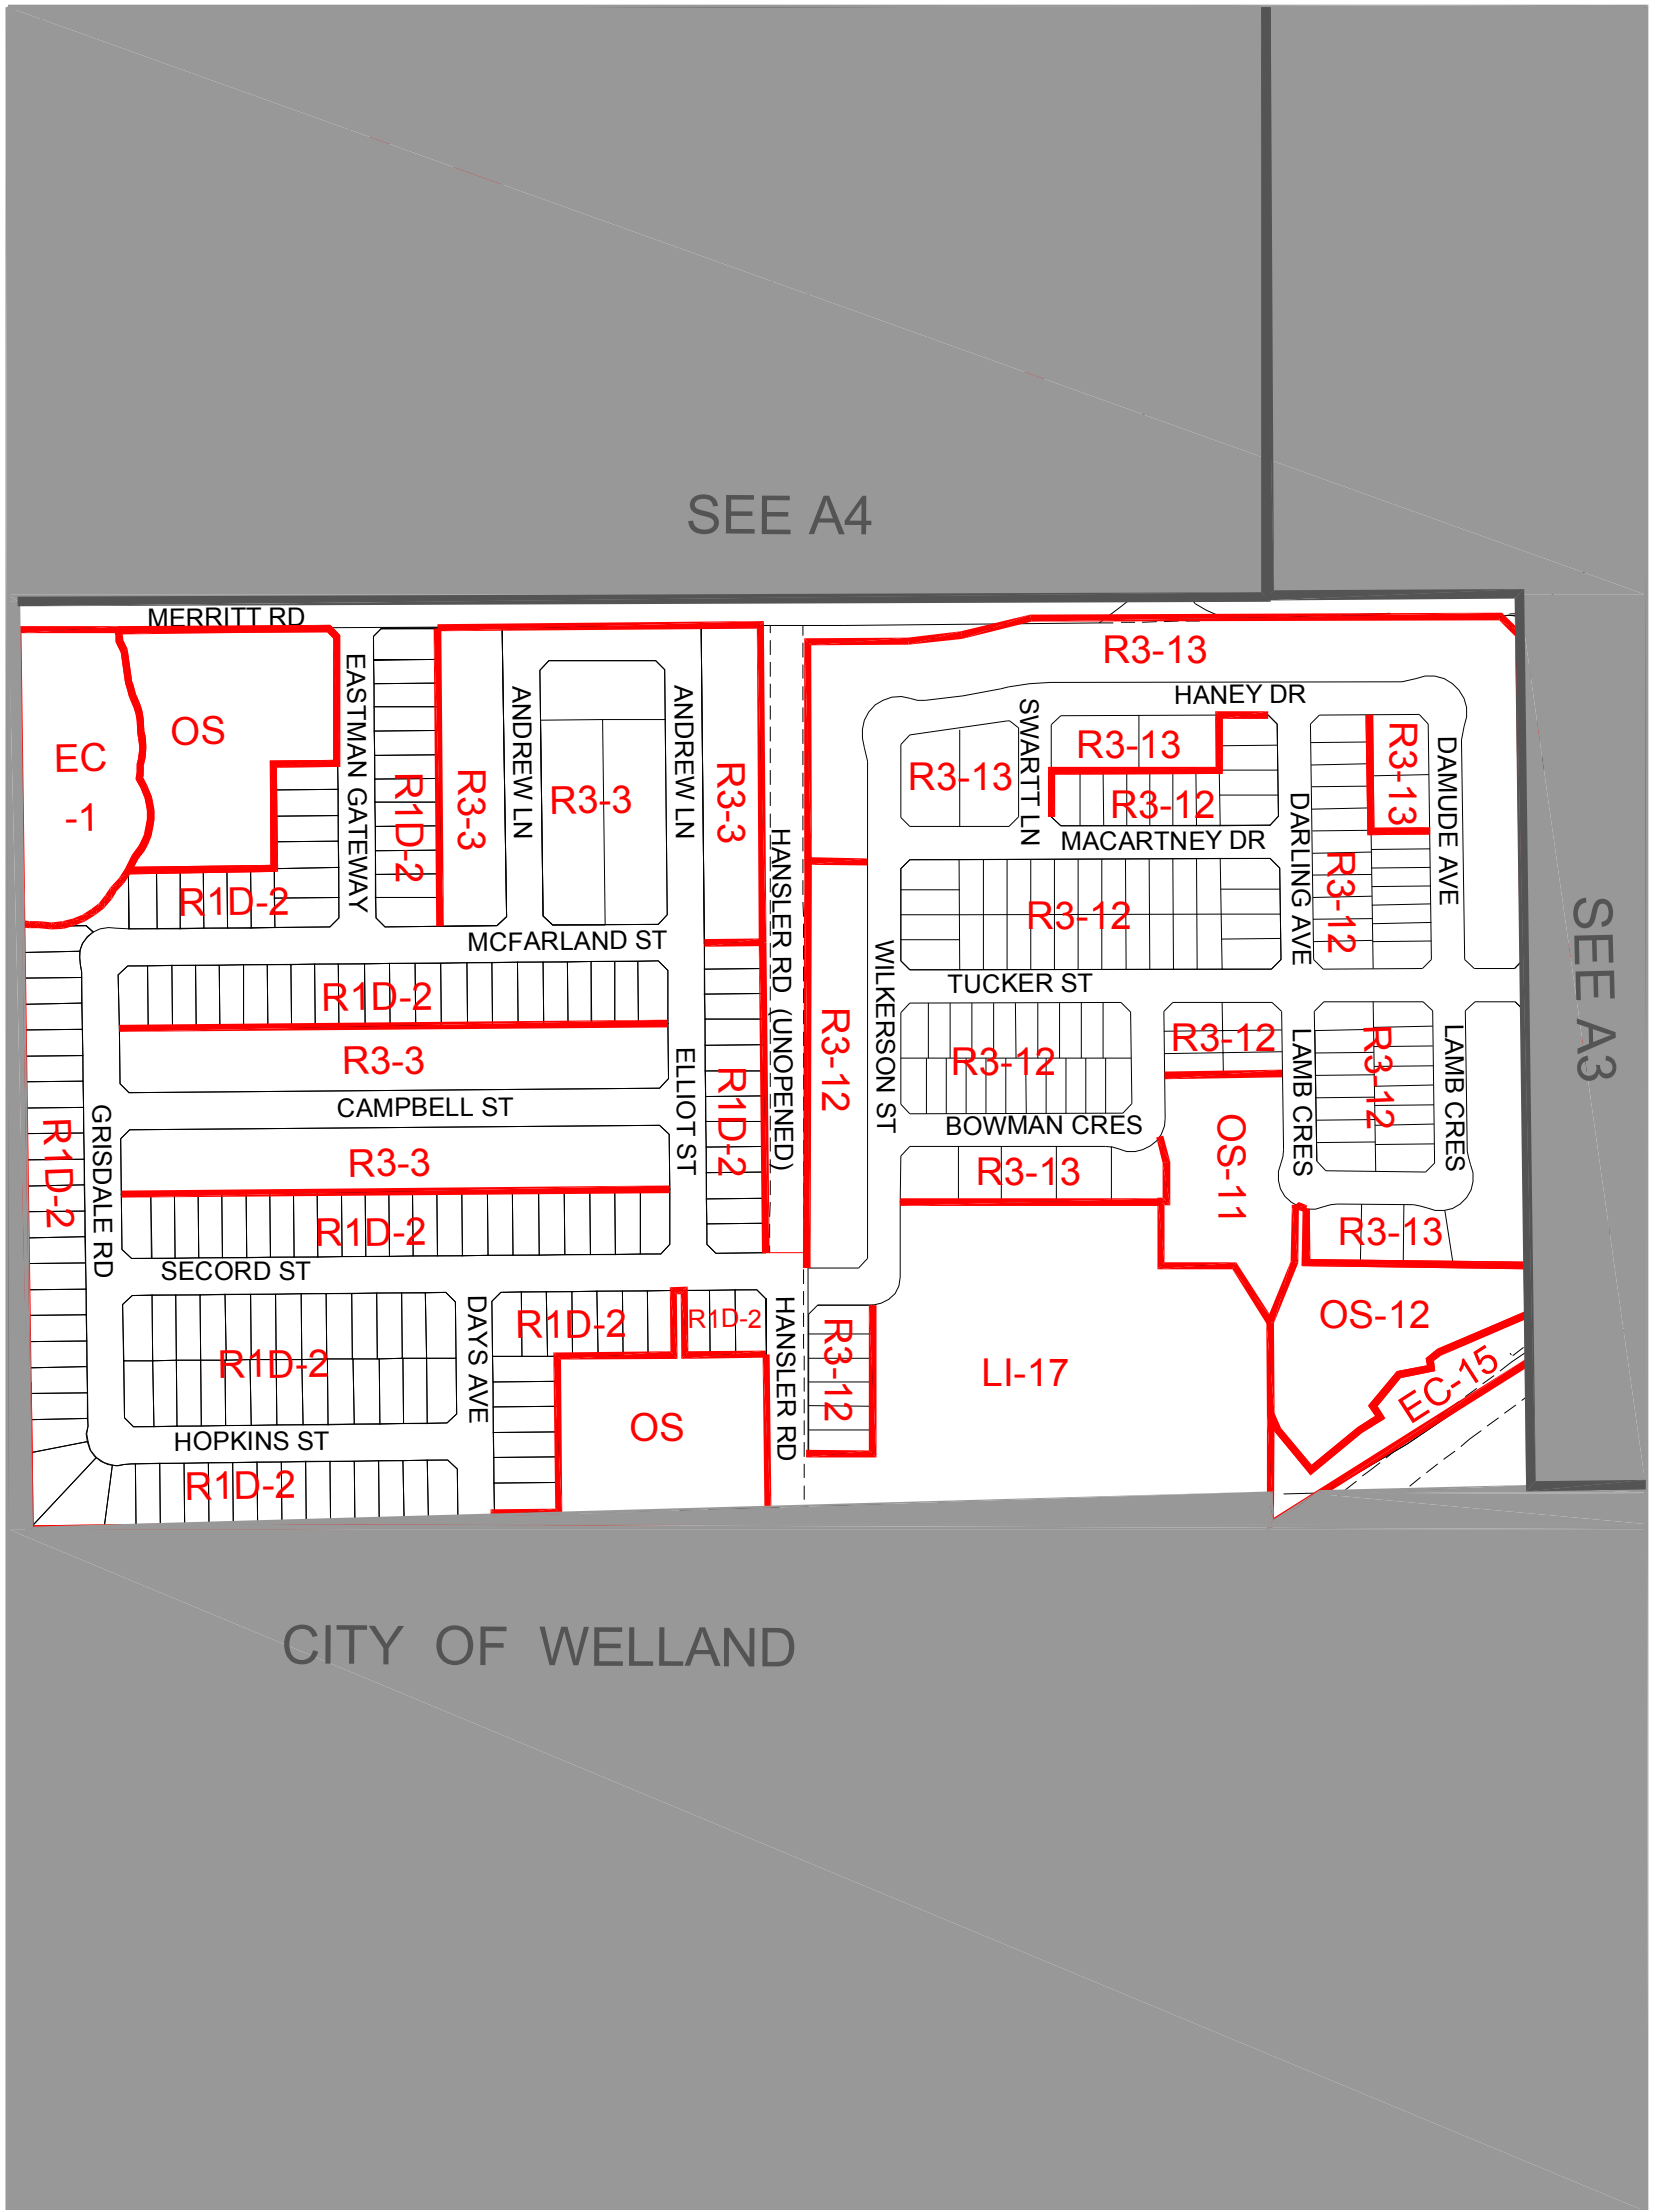 SEE A4
MERRITT RD
R3-13
EASTMAN GATEWAY
HANEY DR
OS
EC
-1
ANDREW LN
ANDREW LN
SWARTT LN
R3-13
R3-13
DAMUDE AVE
R3-13
R1D-2
R3-3
R3-3
R3-3
R3-12
MACARTNEY DR
DARLING AVE
HANSLER RD (UNOPENED)
R1D-2
R3-12
R3-12
SEE A3
MCFARLAND ST
WILKERSON ST
TUCKER ST
R1D-2
R3-12
R3-12
R3-12
R3-12
LAMB CRES
LAMB CRES
R3-3
ELLIOT ST
CAMPBELL ST
R1D-2
BOWMAN CRES
GRISDALE RD
R1D-2
R3-3
R3-13
OS-11
R1D-2
R3-13
SECORD ST
DAYS AVE
R1D-2
R1D-2
HANSLER RD
R3-12
OS-12
R1D-2
LI-17
EC-15
OS
HOPKINS ST
R1D-2
CITY OF WELLAND